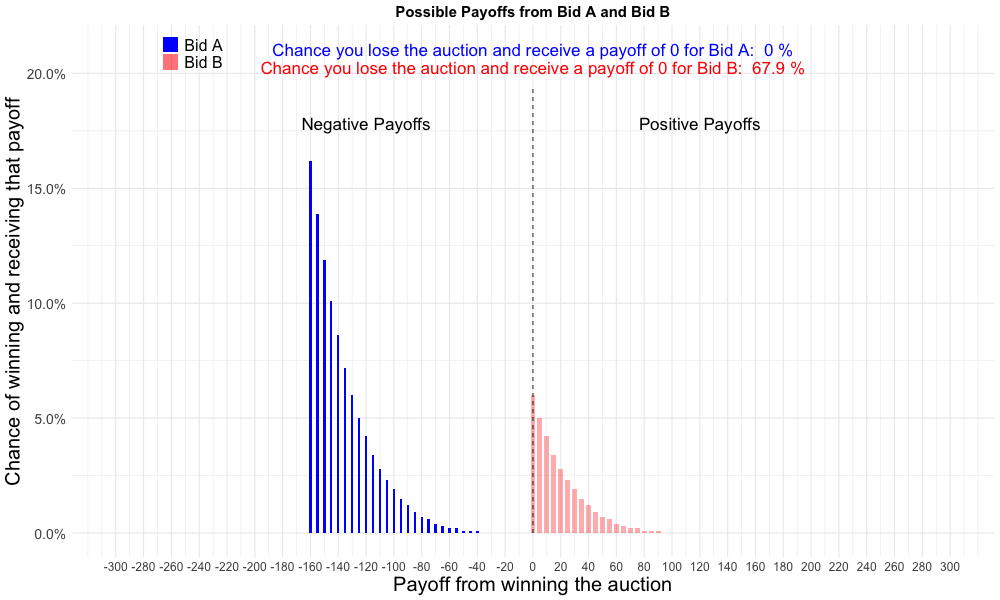 Possible Payoffs from Bid A and Bid B
Bid A
Bid B
Chance you lose the auction and receive a payoff of 0 for Bid A:  0 %
Chance you lose the auction and receive a payoff of 0 for Bid B:  67.9 %
Negative Payoffs
Positive Payoffs
Chance of winning and receiving that payoff
20.0%
15.0%
10.0%
5.0%
0.0%
-300 -280 -260 -240 -220 -200 -180 -160 -140 -120 -100 -80 -60 -40 -20 0 20 40 60 80 100 120 140 160 180 200 220 240 260 280 300
Payoff from winning the auction